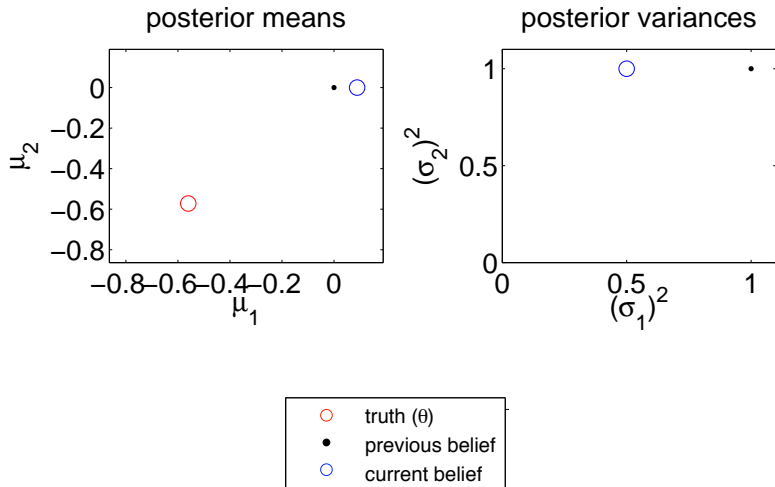 posterior means
0
−0.2
−0.4
−0.6
−0.8
μ2
−0.8 −0.6 −0.4 −0.2 0
μ1
posterior variances
1
0.5
0
(σ2)2
0 0.5 1
(σ1)2
truth (θ)
previous belief
current belief